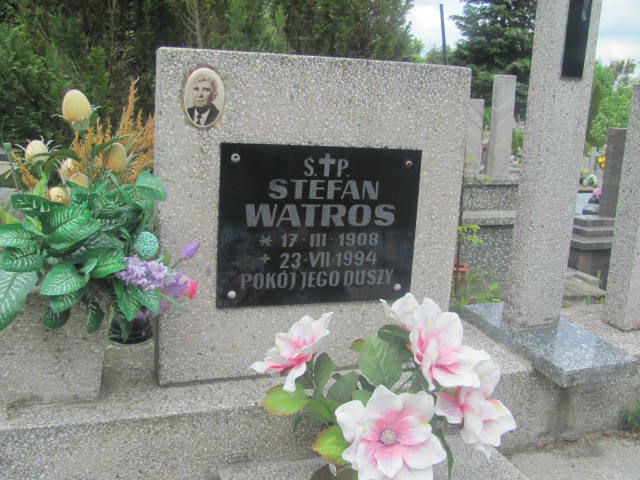 Ś.✝P.
STEFAN
WATROS
* 17·III·1908
+ 23·VII·1994
POKÓJ JEGO DUSZY